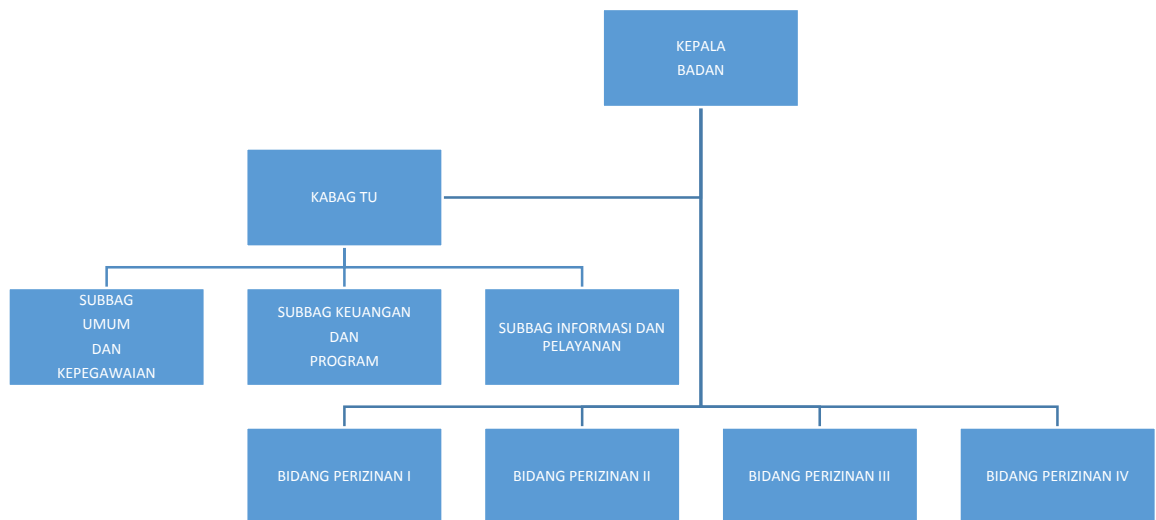 KEPALA
BADAN
KABAG TU
SUBBAG
UMUM
DAN
KEPEGAWAIAN
SUBBAG KEUANGAN
DAN
PROGRAM
SUBBAG INFORMASI DAN
PELAYANAN
BIDANG PERIZINAN I
BIDANG PERIZINAN II
BIDANG PERIZINAN III
BIDANG PERIZINAN IV